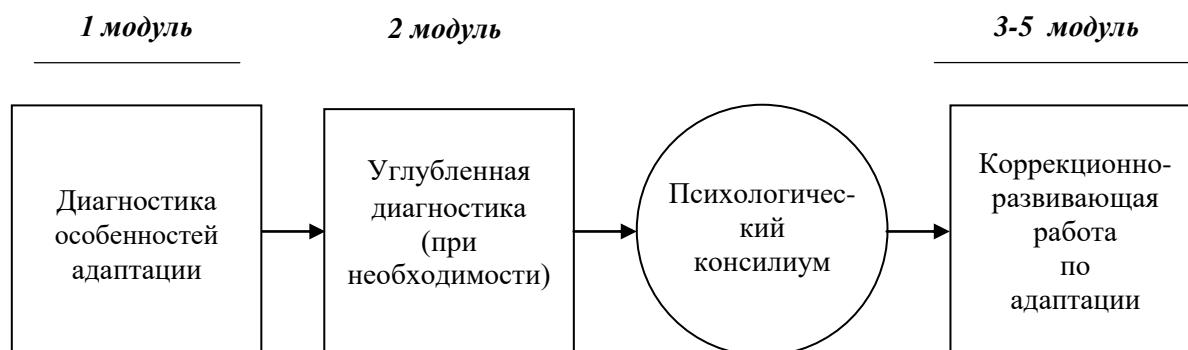 1 модуль
2 модуль
3-5 модуль
Диагностика
особенностей
адаптации
Углубленная
диагностика
(при
необходимости)
Психологичес-
кий
консилиум
Коррекционно-
развивающая
работа
по
адаптации